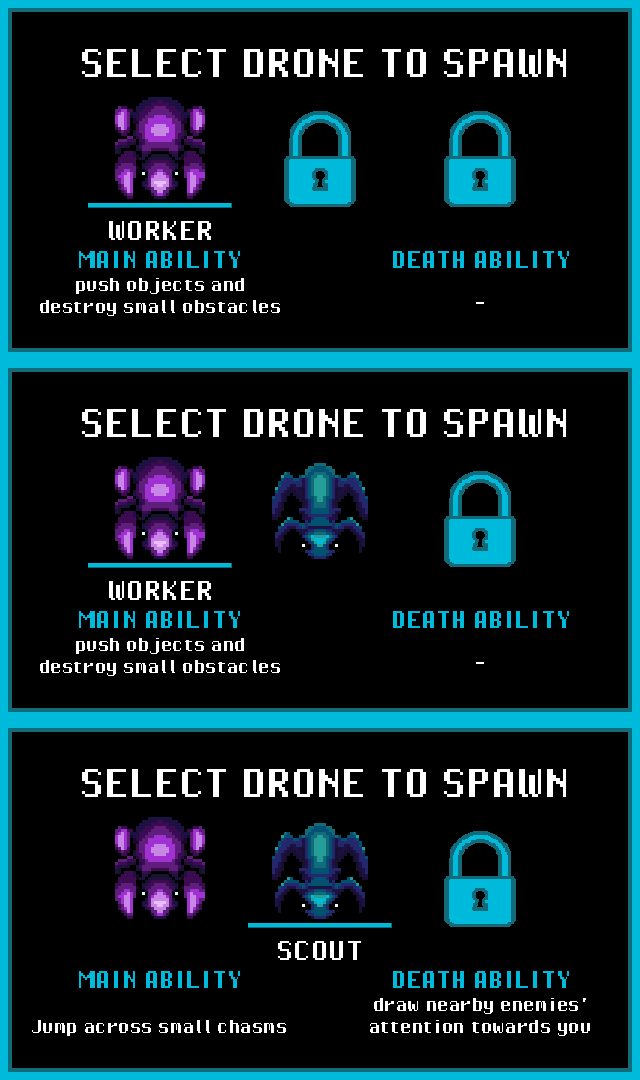 SELECT DRONE TO SPAWN
WORKER
MAIN ABILITY
DEATH ABILITY
push objects and
destroy small obstacles
-
SELECT DRONE TO SPAWN
WORKER
MAIN ABILITY
DEATH ABILITY
push objects and
destroy small obstacles
-
SELECT DRONE TO SPAWN
SCOUT
MAIN ABILITY
DEATH ABILITY
Jump across small chasms
draw nearby enemies'
attention towards you